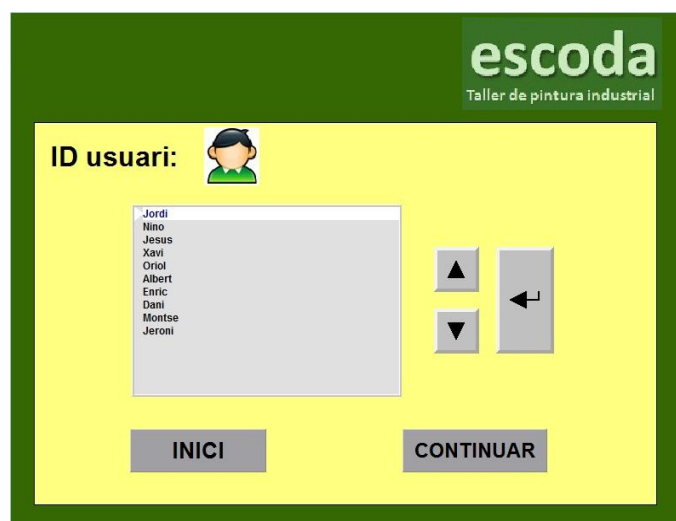 escoda
Taller de pintura industrial
ID usuari:
Jordi
Nino
Jesus
Xavi
Oriol
Albert
Enric
Dani
Montse
Jeroni
INICI
CONTINUAR